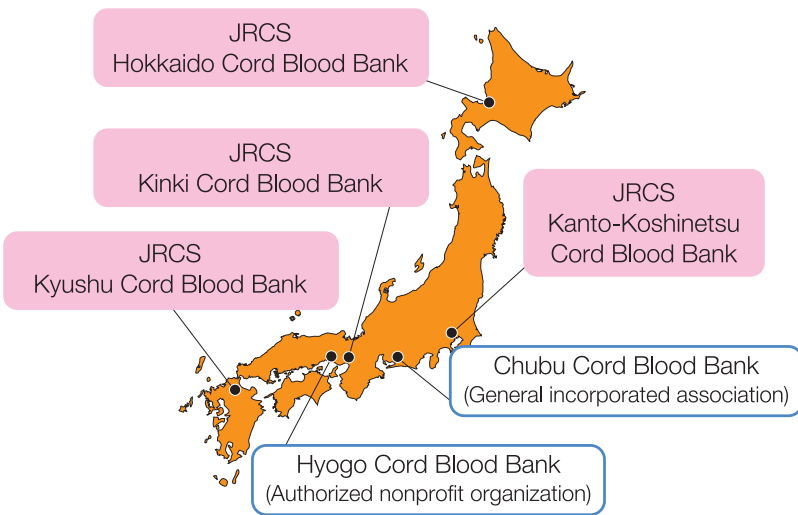 JRCS
Hokkaido Cord Blood Bank
JRCS
Kinki Cord Blood Bank
JRCS
Kanto-Koshinetsu
Cord Blood Bank
JRCS
Kyushu Cord Blood Bank
Chubu Cord Blood Bank
(General incorporated association)
Hyogo Cord Blood Bank
(Authorized nonprofit organization)